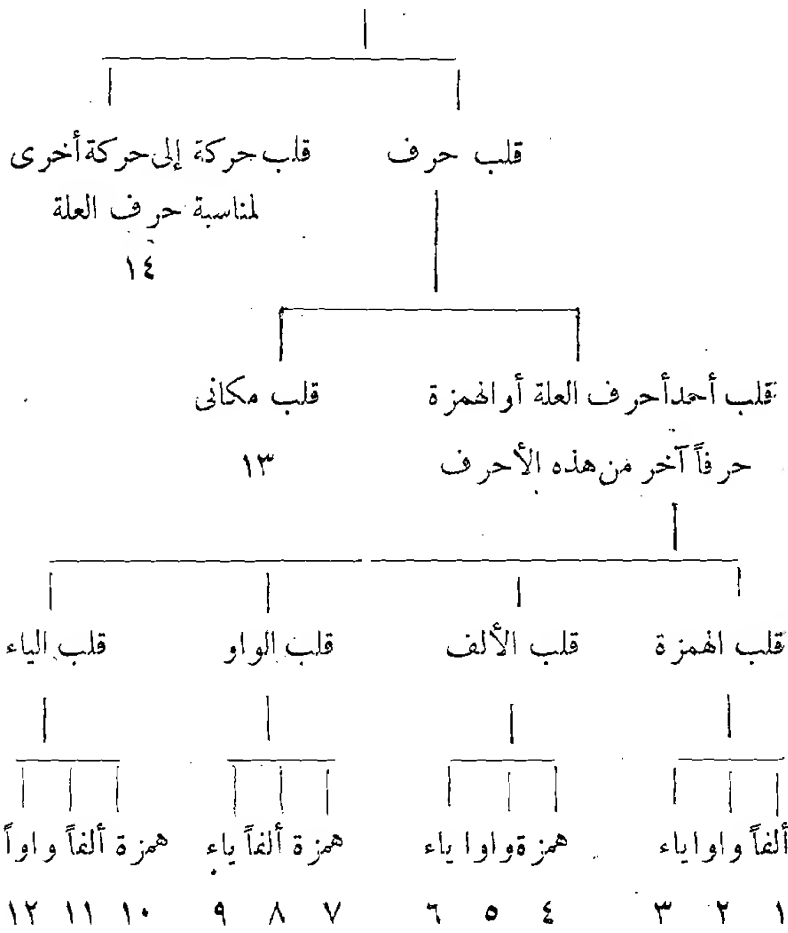 قلب حرف قلب حركة إلى حركة أخرى
لمناسبة حرف العلة
١٤
قلب أحد أحرف العلة أو الهمزة قلب مكانى
حرفاً آخر من هذه الأحرف ١٣
قلب الهمزة قلب الألف قلب الواو قلب الياء
ألفاً واوا ياء همزة واوا ياء همزة ألفاً ياء همزة ألفاً واواً
١ ٢ ٣ ٤ ٥ ٦ ٧ ٨ ٩ ١٠ ١١ ١٢